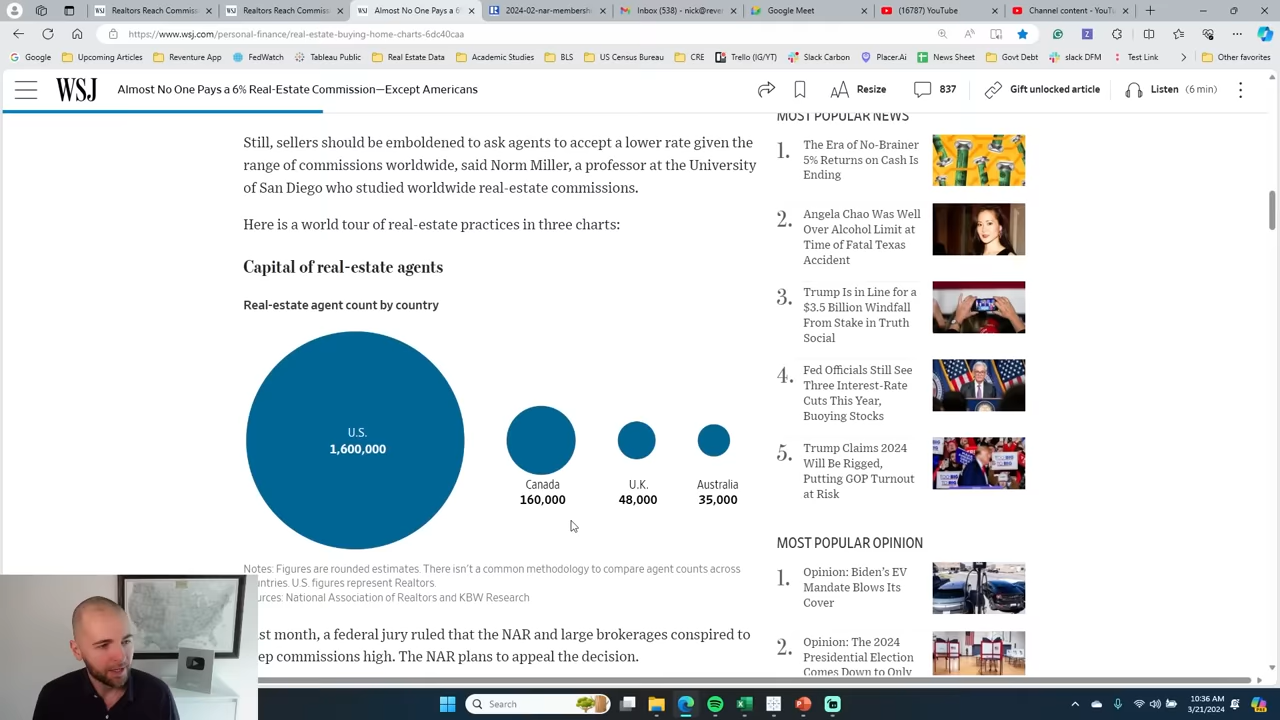 Realtors Reach Comm
Almost No One Pays a 6
2024-02-nar-membersh
Inbox (538) - nick@rever
Google Meet
(16787) YouTube
content - YouTu
https://www.wsj.com/personal-finance/real-estate-buying-home-charts-6dc40caa
Google
Upcoming Articles
Reventure App
FedWatch
Tableau Public
Real Estate Data
Academic Studies
BLS
US Census Bureau
CRE
Trello (IG/YT)
Slack Carbon
Placer.Ai
News Sheet
Govt Debt
slack DFM
Test Link
Other favorites
WSJ
Almost No One Pays a 6% Real-Estate Commission—Except Americans
Resize
837
Gift unlocked article
Listen (6 min)
Still, sellers should be emboldened to ask agents to accept a lower rate given the
range of commissions worldwide, said Norm Miller, a professor at the University
of San Diego who studied worldwide real-estate commissions.
Here is a world tour of real-estate practices in three charts:
Capital of real-estate agents
Real-estate agent count by country
U.S.
1,600,000
Canada
160,000
U.K.
48,000
Australia
35,000
Notes: Figures are rounded estimates. There isn't a common methodology to compare agent counts across
ntries. U.S. figures represent Realtors.
National Association of Realtors and KBW Research
st month, a federal jury ruled that the NAR and large brokerages conspired to
ep commissions high. The NAR plans to appeal the decision.
MOST POPULAR NEWS
1.
The Era of No-Brainer
5% Returns on Cash Is
Ending
2.
Angela Chao Was Well
Over Alcohol Limit at
Time of Fatal Texas
Accident
3.
Trump Is in Line for a
$3.5 Billion Windfall
From Stake in Truth
Social
4.
Fed Officials Still See
Three Interest-Rate
Cuts This Year,
Buoying Stocks
5.
Trump Claims 2024
Will Be Rigged,
Putting GOP Turnout
at Risk
MOST POPULAR OPINION
1.
Opinion: Biden's EV
Mandate Blows Its
Cover
2.
Opinion: The 2024
Presidential Election
Comes Down to Only
Search
10:36 AM
3/21/2024